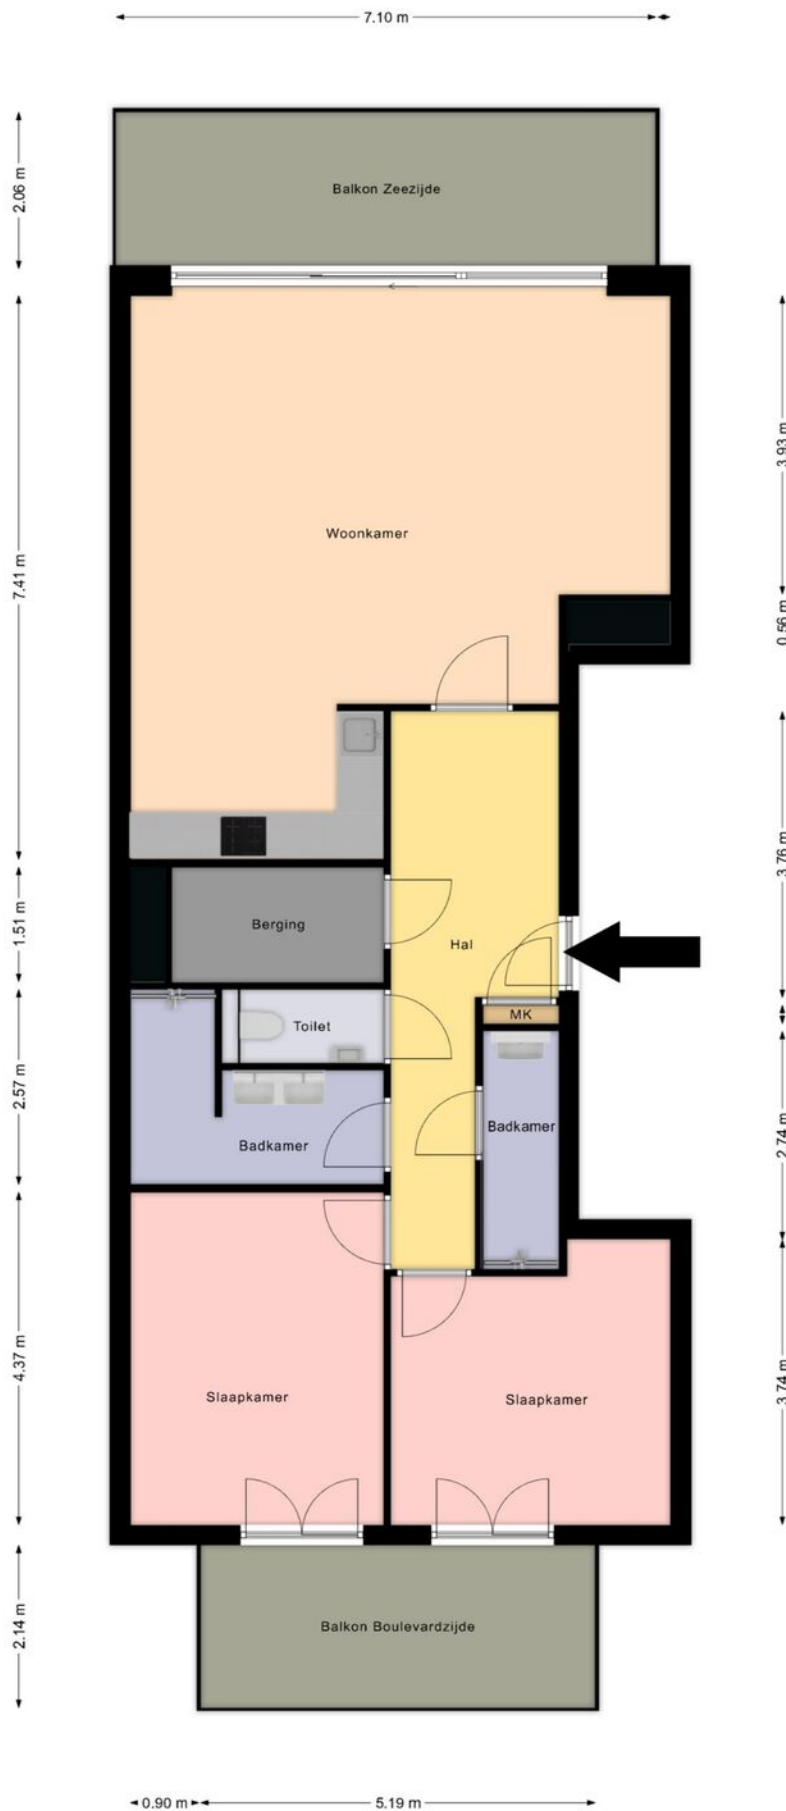 7.10 m
2.06 m
Balkon Zeezijde
7.41 m
3.93 m
Woonkamer
0.56 m
3.76 m
1.51 m
Berging
Hal
MK
Toilet
2.57 m
Badkamer
Badkamer
2.74 m
4.37 m
Slaapkamer
Slaapkamer
3.74 m
2.14 m
Balkon Boulevardzijde
0.90 m
5.19 m